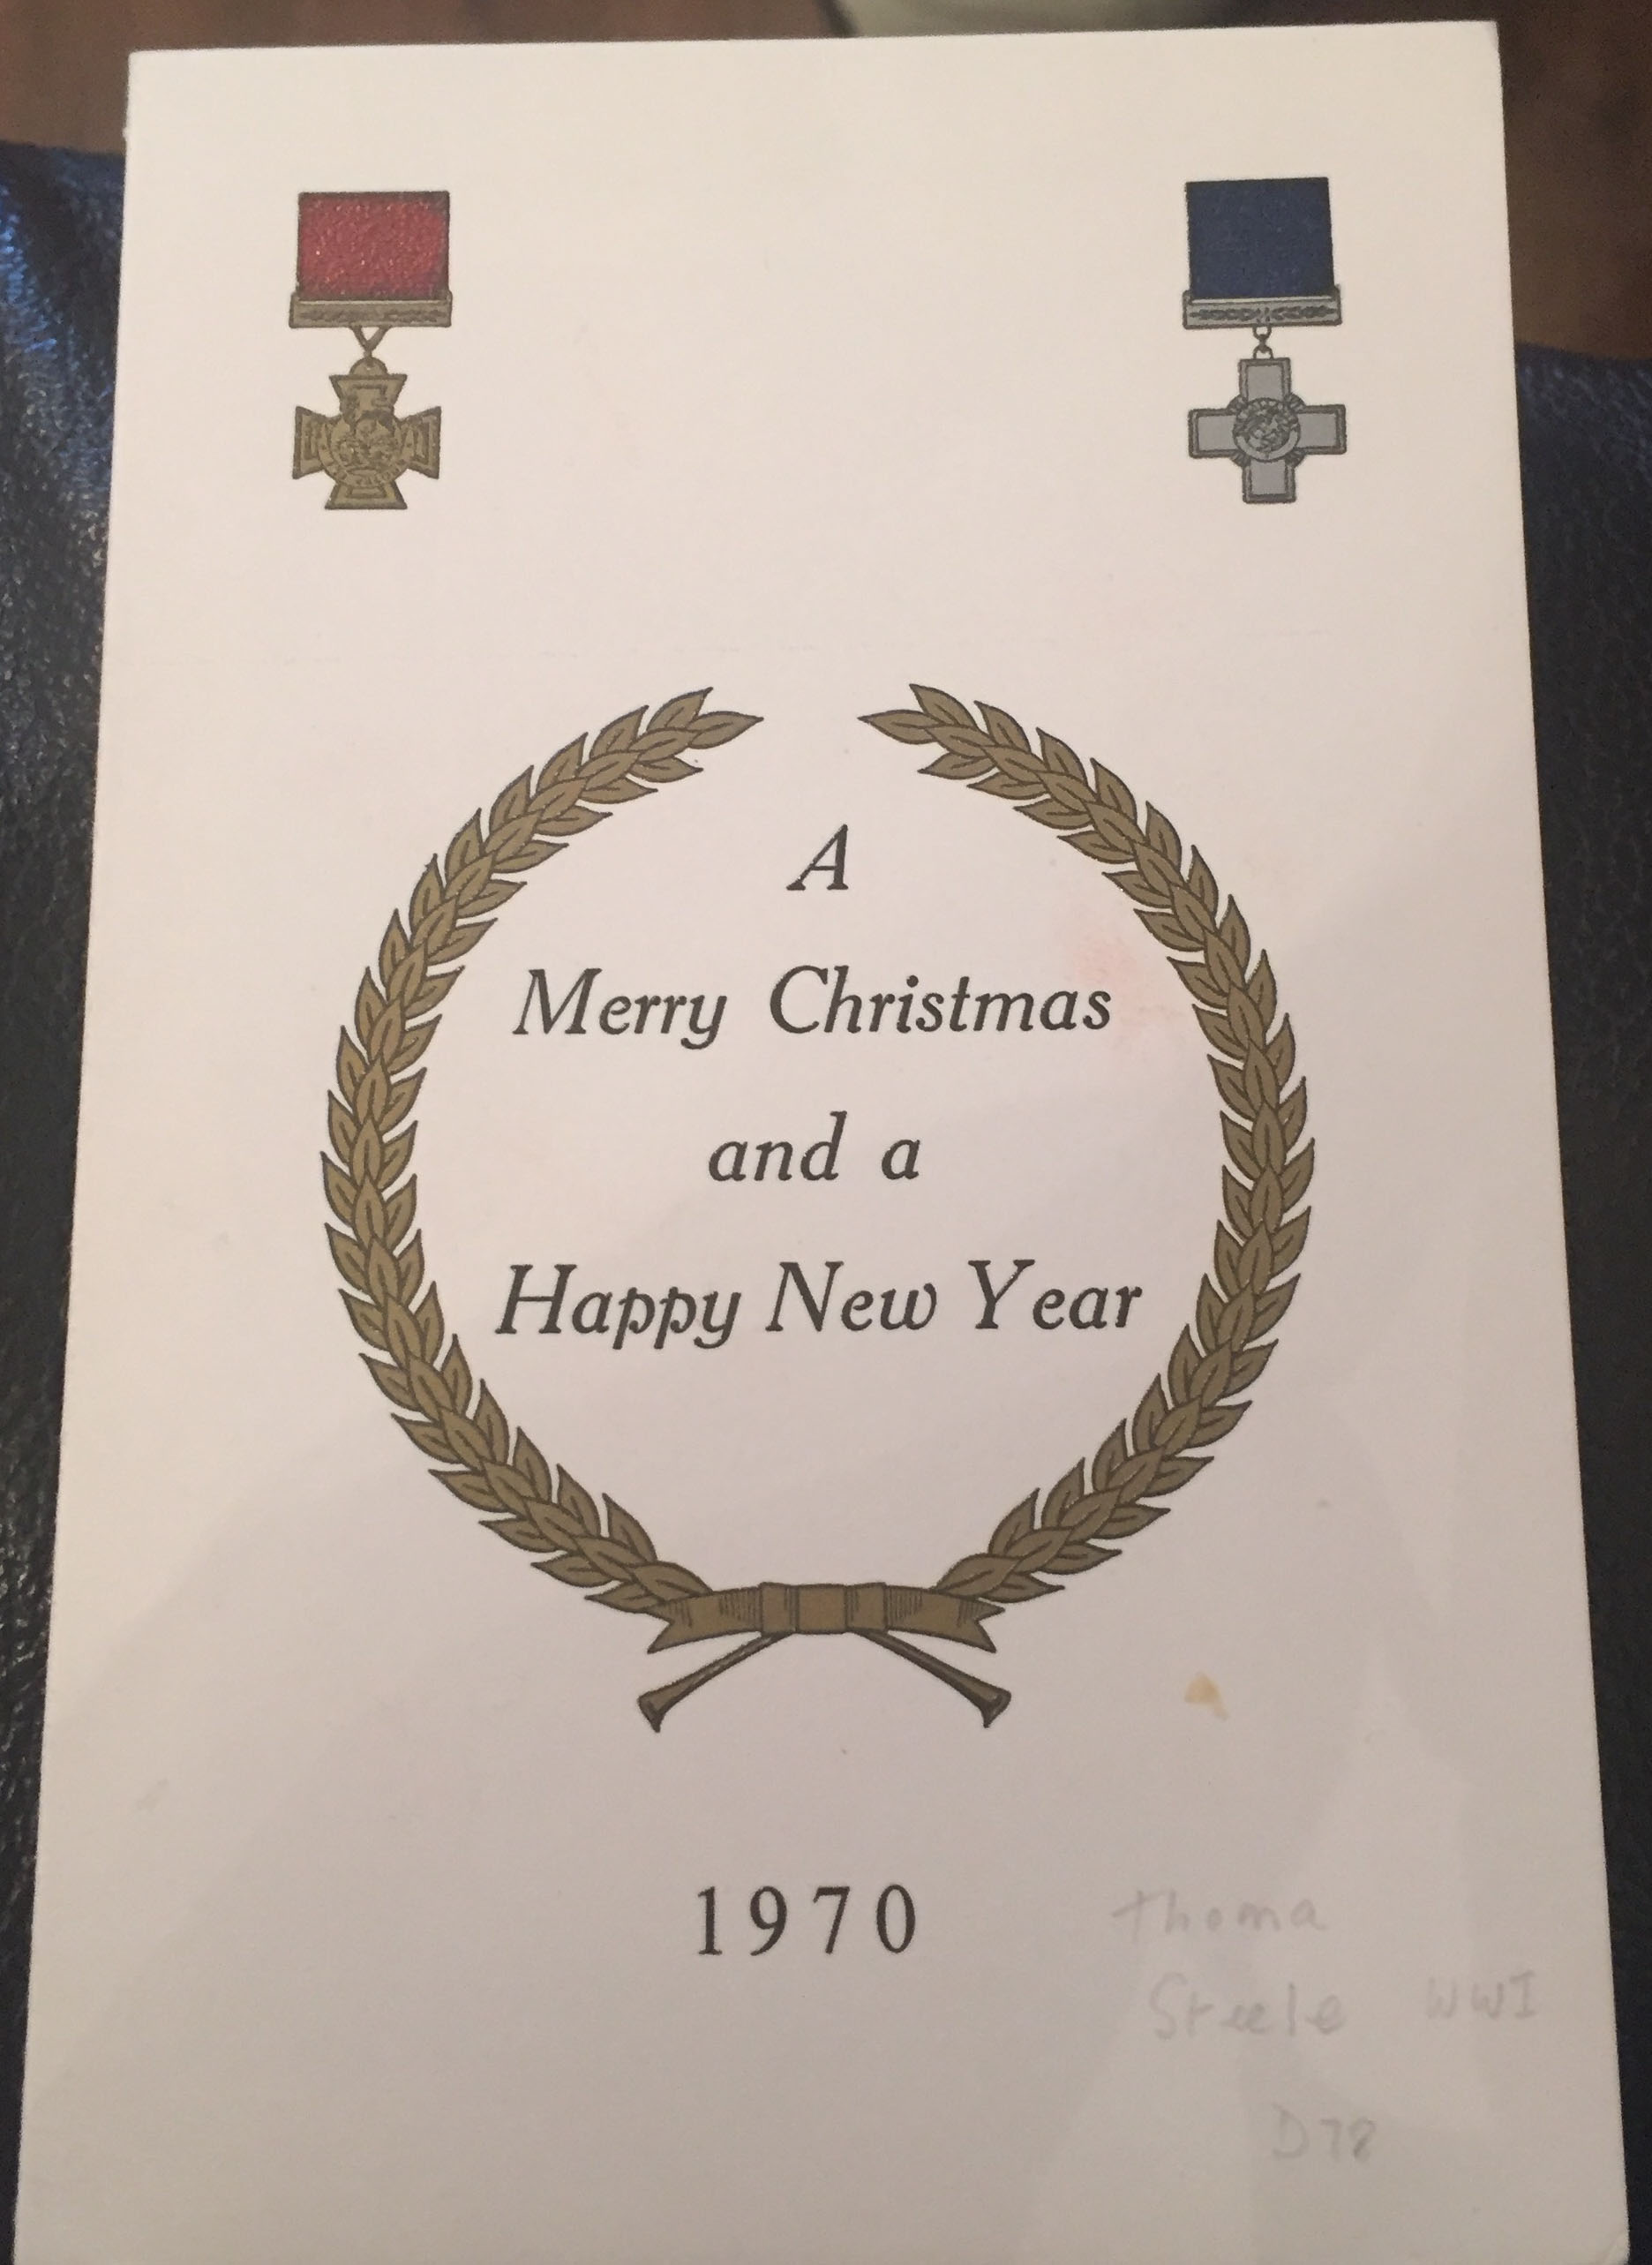 A
Merry Christmas
and a
Happy New Year
1970
Thoma
Steele WWI
D78